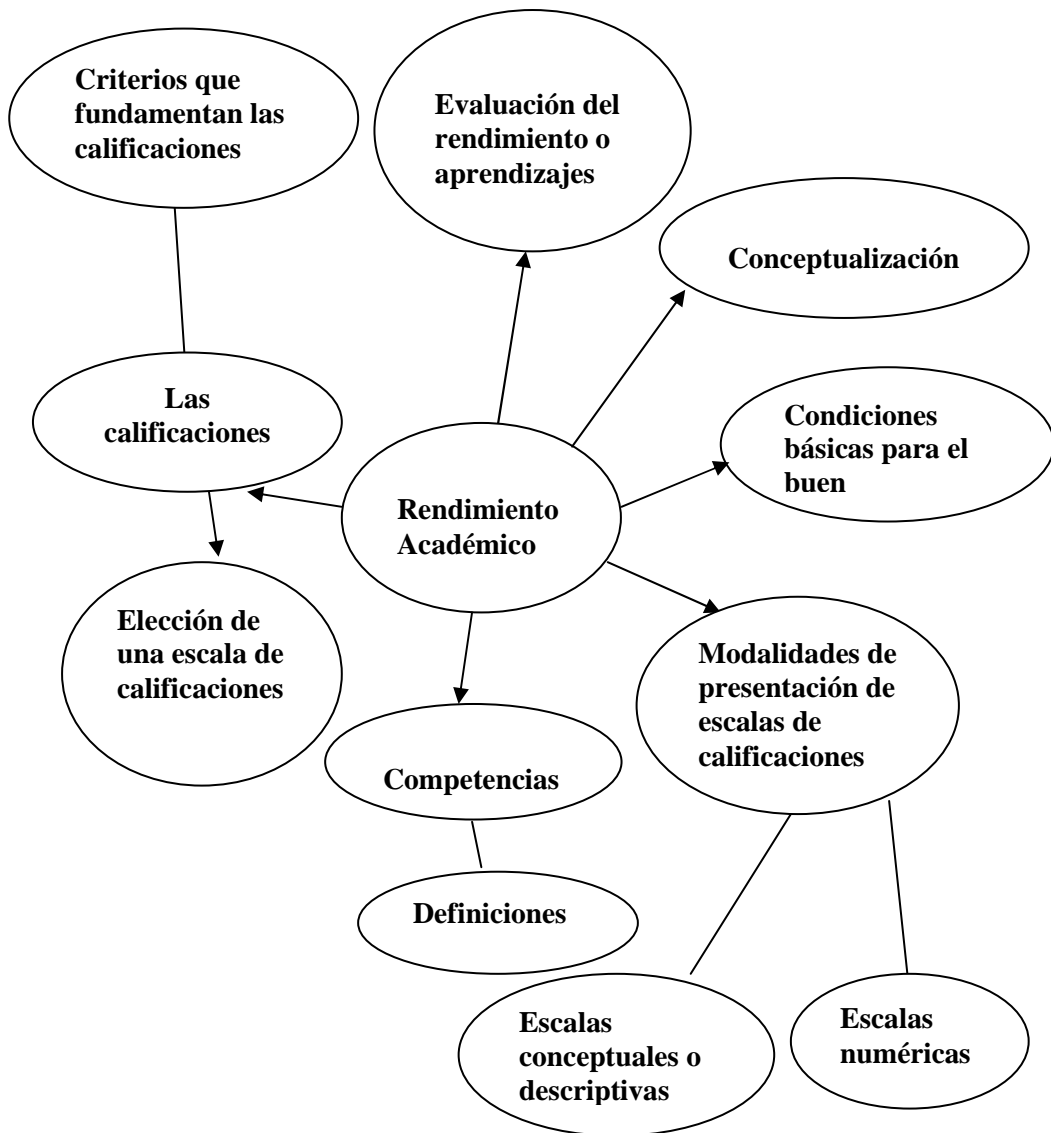 Criterios que
fundamentan las
calificaciones
Evaluación del
rendimiento o
aprendizajes
Conceptualización
Las
calificaciones
Condiciones
básicas para el
buen
Rendimiento
Académico
Elección de
una escala de
calificaciones
Modalidades de
presentación de
escalas de
calificaciones
Competencias
Definiciones
Escalas
conceptuales o
descriptivas
Escalas
numéricas